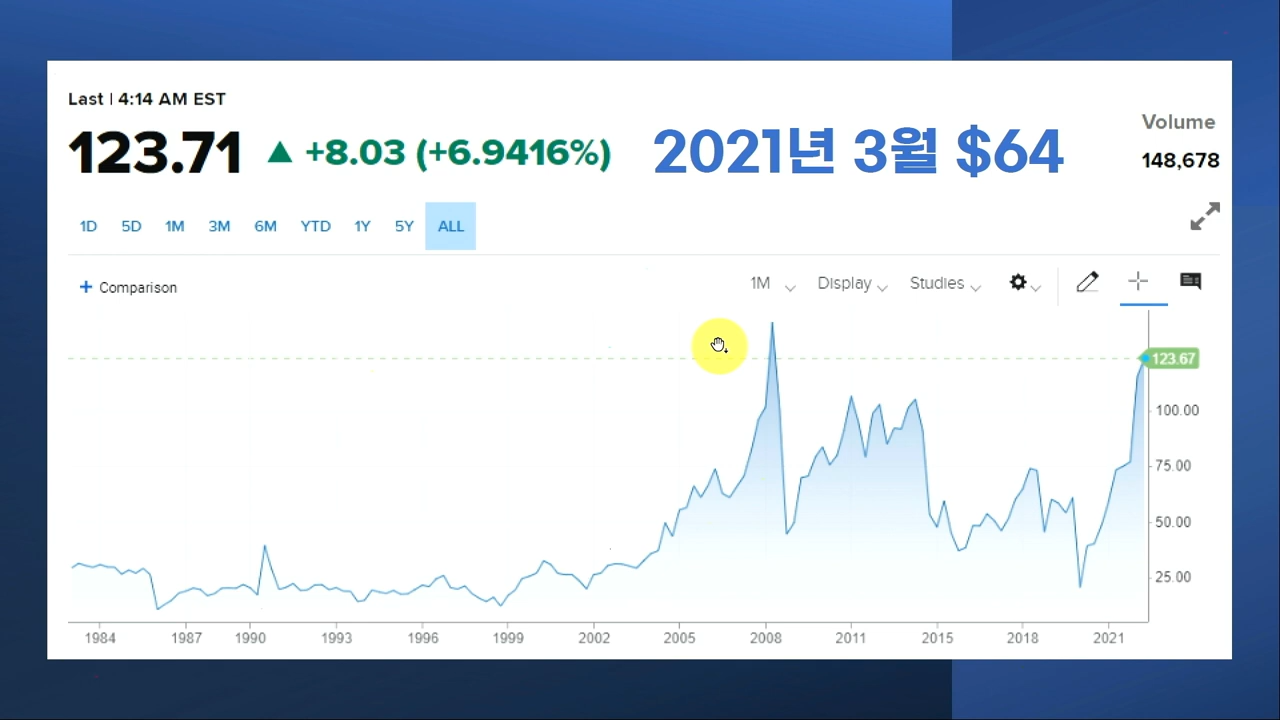 Last | 4:14 AM EST
123.71 ▲ +8.03 (+6.9416%)
2021년 3월 $64
Volume
148,678
1D 5D 1M 3M 6M YTD 1Y 5Y ALL
+ Comparison
1M Display Studies
123.67
100.00
75.00
50.00
25.00
1984 1987 1990 1993 1996 1999 2002 2005 2008 2011 2015 2018 2021